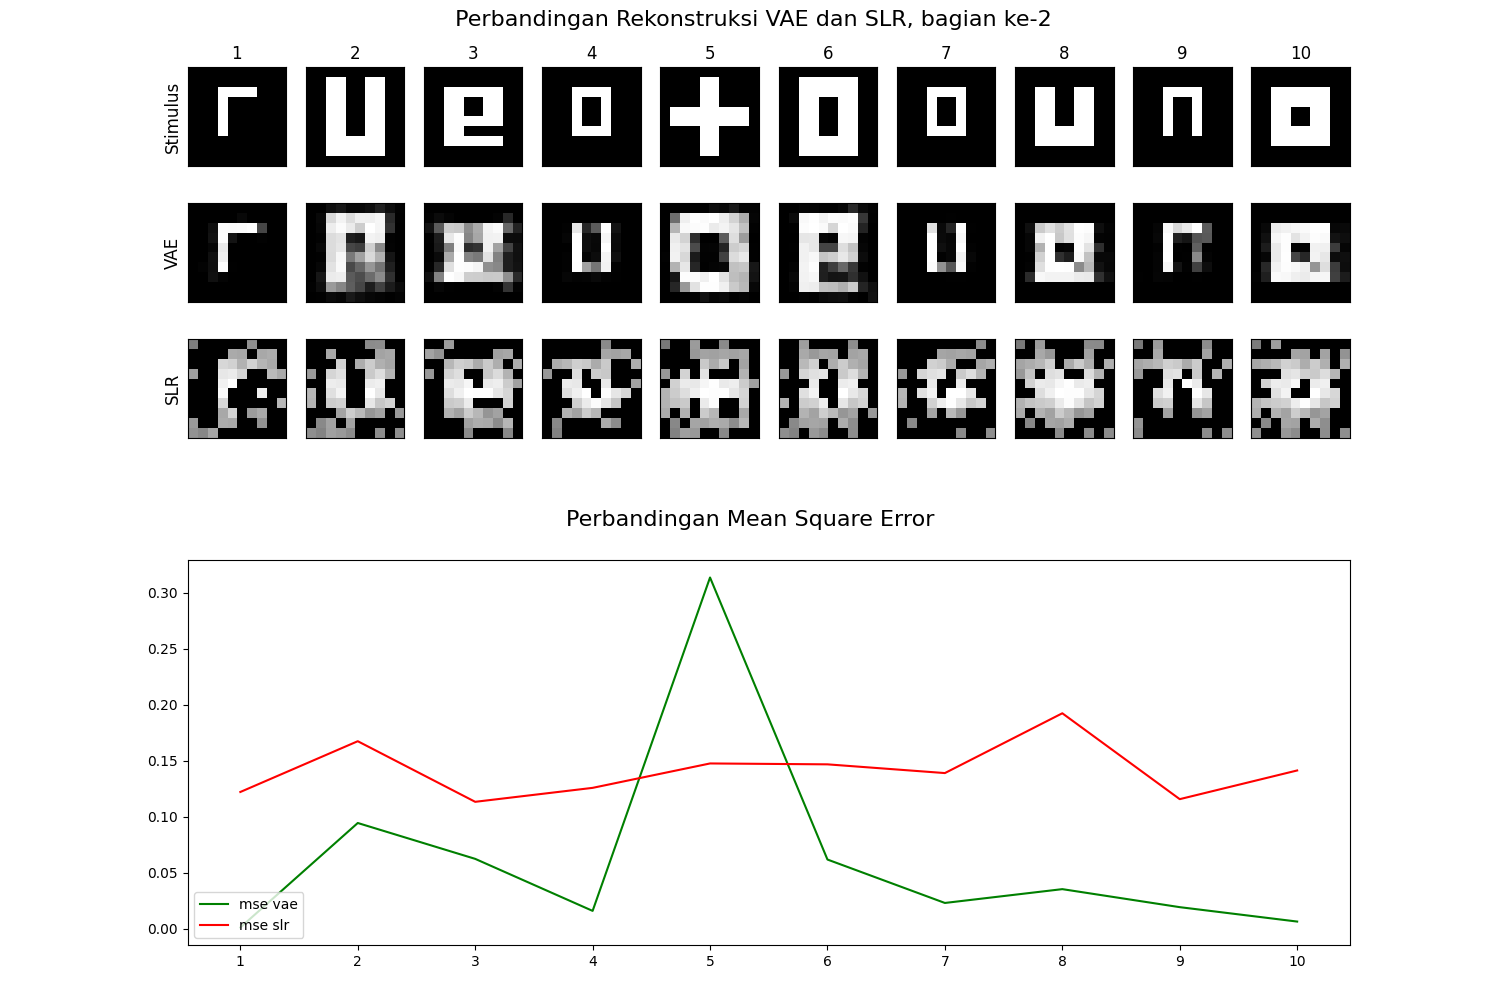 Perbandingan Rekonstruksi VAE dan SLR, bagian ke-2
1 2 3 4 5 6 7 8 9 10
Stimulus
VAE
SLR
Perbandingan Mean Square Error
0.30
0.25
0.20
0.15
0.10
0.05
0.00
mse vae
mse slr
1 2 3 4 5 6 7 8 9 10